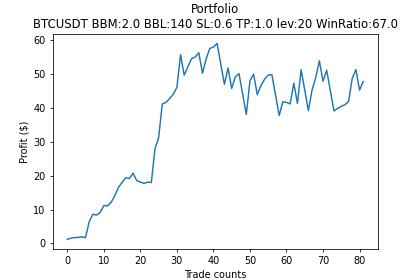 Portfolio
BTCUSDT BBM:2.0 BBL:140 SL:0.6 TP:1.0 lev:20 WinRatio:67.0
60
50
40
30
20
10
0
Profit ($)
0 10 20 30 40 50 60 70 80
Trade counts